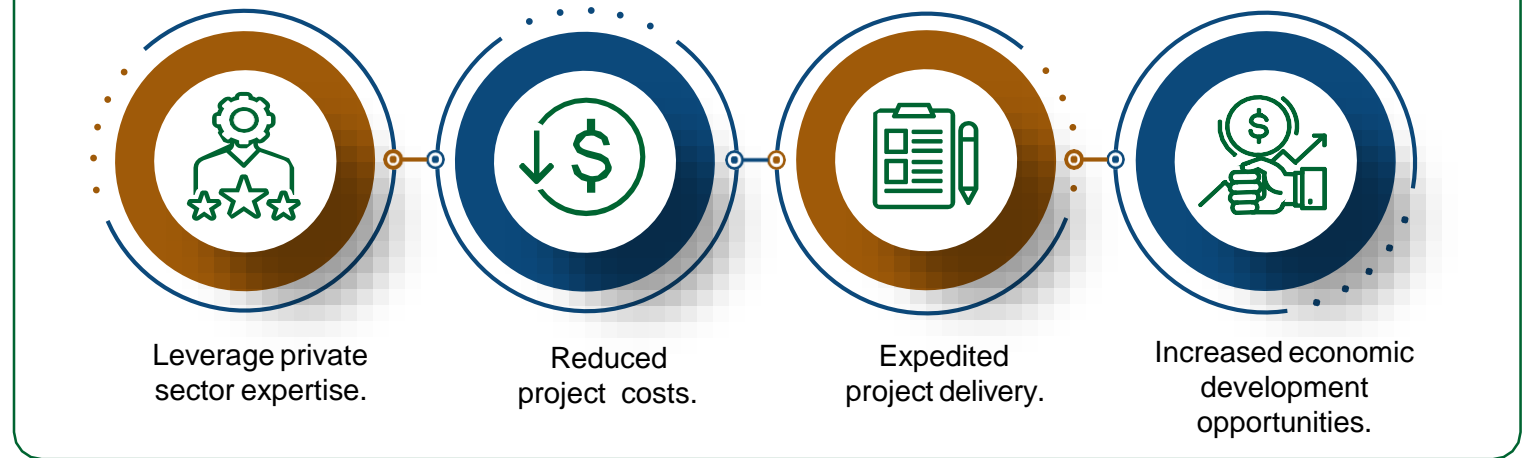 Leverage private
sector expertise.
Reduced
project costs.
Expedited
project delivery.
Increased economic
development
opportunities.